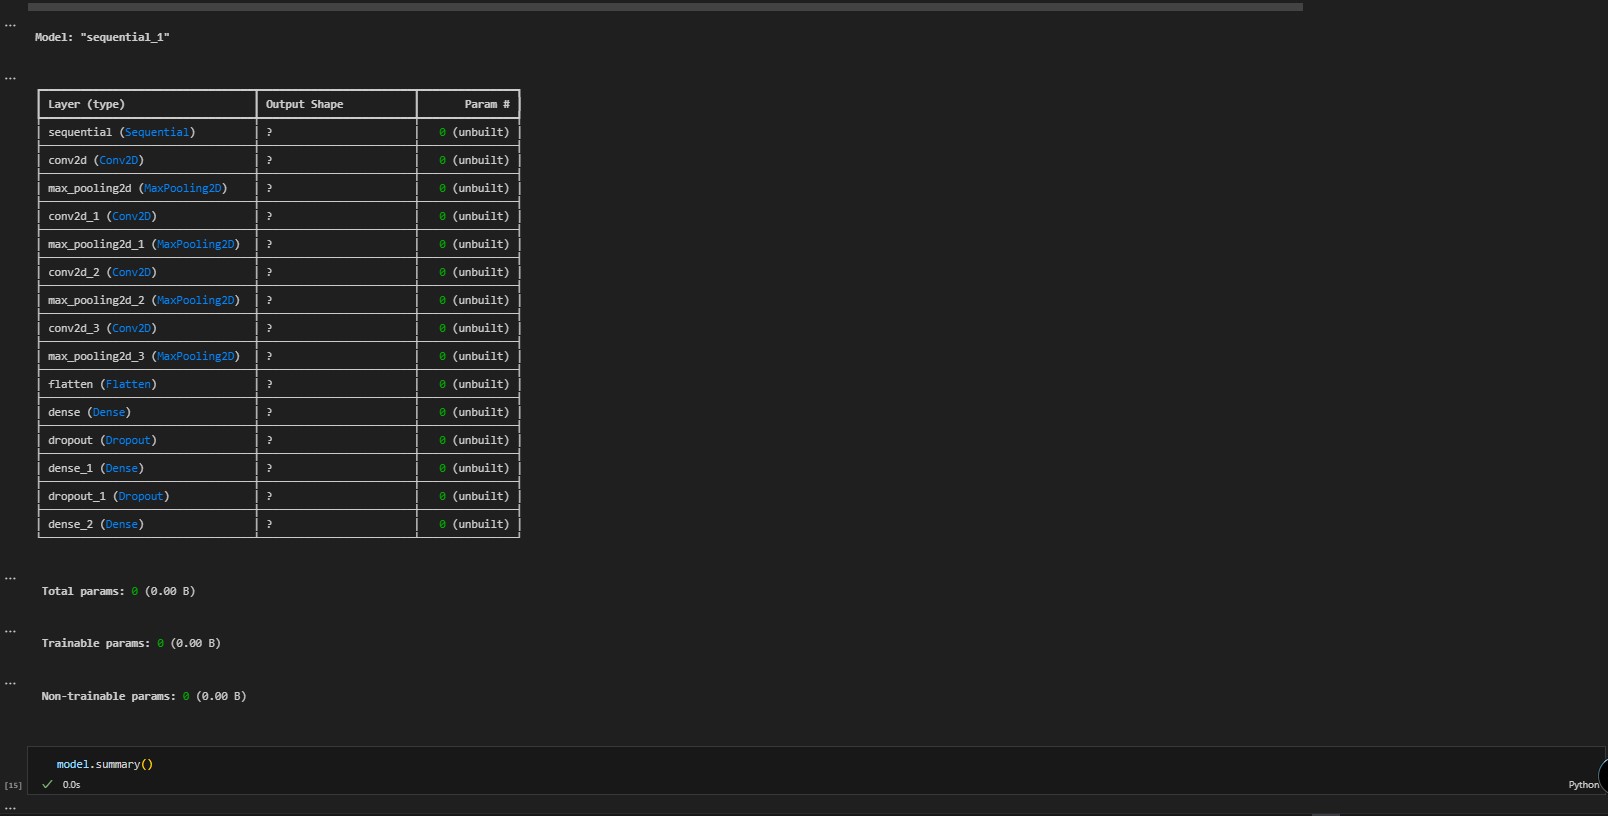 ...
Model: "sequential_1"
...
Layer (type) Output Shape Param #
sequential (Sequential) ? 0 (unbuilt)
conv2d (Conv2D) ? 0 (unbuilt)
max_pooling2d (MaxPooling2D) ? 0 (unbuilt)
conv2d_1 (Conv2D) ? 0 (unbuilt)
max_pooling2d_1 (MaxPooling2D) ? 0 (unbuilt)
conv2d_2 (Conv2D) ? 0 (unbuilt)
max_pooling2d_2 (MaxPooling2D) ? 0 (unbuilt)
conv2d_3 (Conv2D) ? 0 (unbuilt)
max_pooling2d_3 (MaxPooling2D) ? 0 (unbuilt)
flatten (Flatten) ? 0 (unbuilt)
dense (Dense) ? 0 (unbuilt)
dropout (Dropout) ? 0 (unbuilt)
dense_1 (Dense) ? 0 (unbuilt)
dropout_1 (Dropout) ? 0 (unbuilt)
dense_2 (Dense) ? 0 (unbuilt)
...
Total params: 0 (0.00 B)
...
Trainable params: 0 (0.00 B)
...
Non-trainable params: 0 (0.00 B)
model.summary()
[15] ✓ 0.0s Python
...